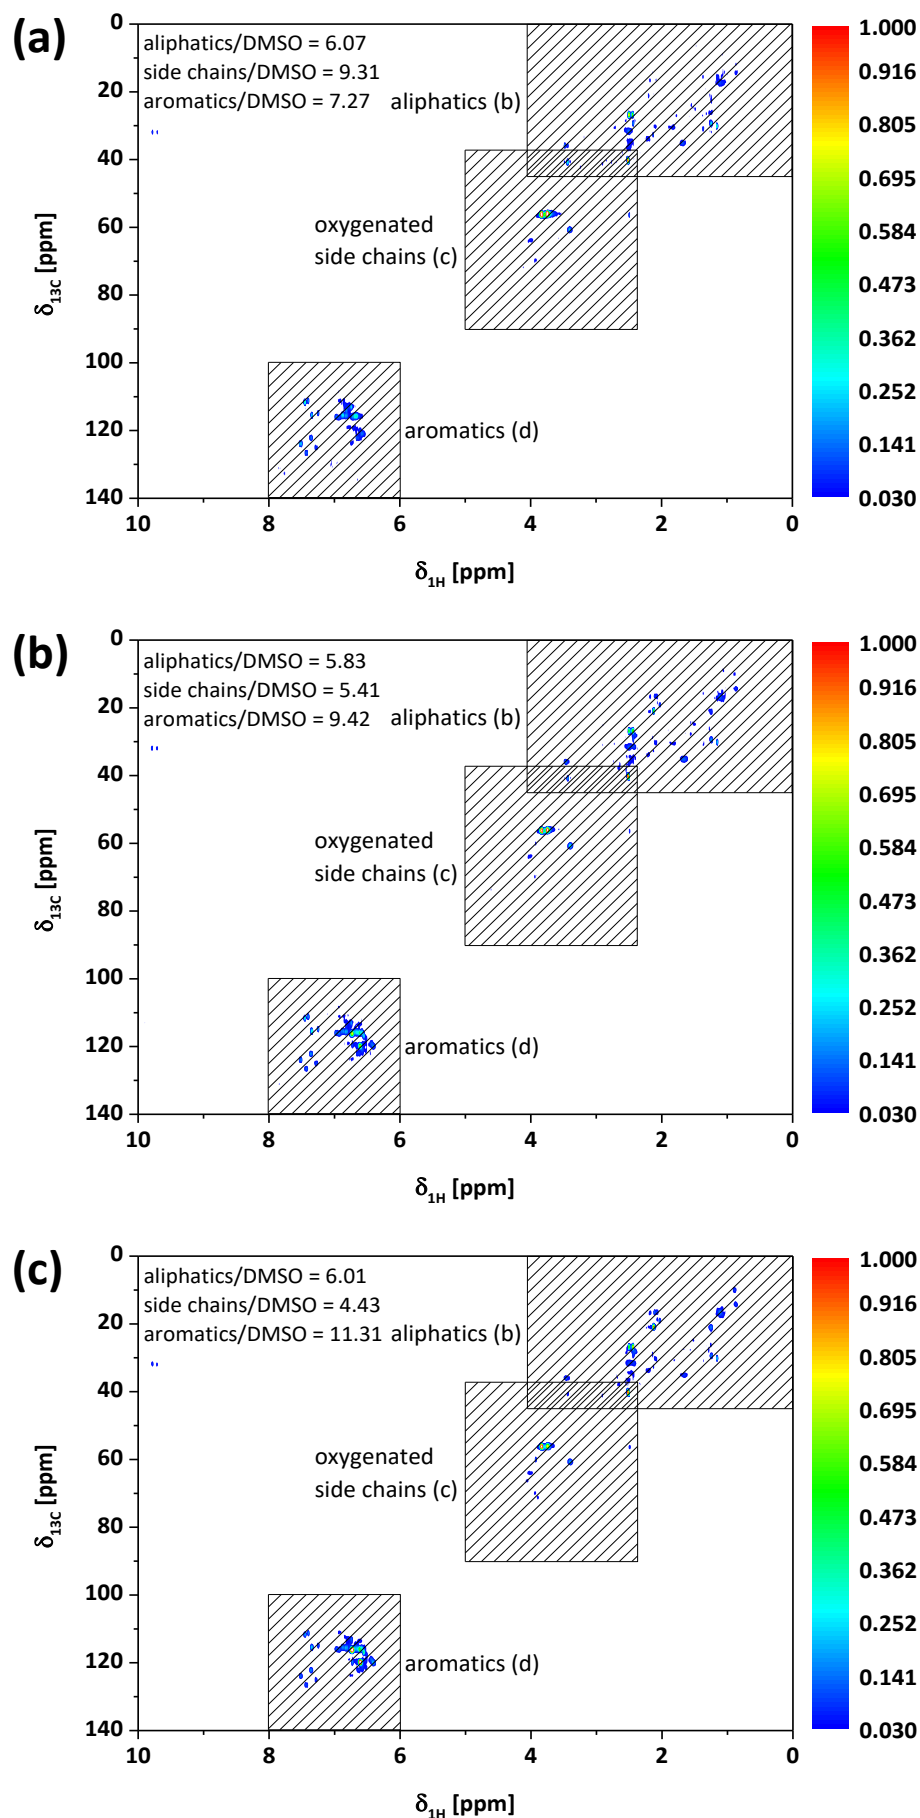 (a)
aliphatics/DMSO = 6.07
side chains/DMSO = 9.31
aromatics/DMSO = 7.27
aliphatics (b)
oxygenated
side chains (c)
aromatics (d)
0
20
40
60
80
100
120
140
δ13C [ppm]
10
8
6
4
2
0
δ1H [ppm]
1.000
0.916
0.805
0.695
0.584
0.473
0.362
0.252
0.141
0.030
(b)
aliphatics/DMSO = 5.83
side chains/DMSO = 5.41
aromatics/DMSO = 9.42
aliphatics (b)
oxygenated
side chains (c)
aromatics (d)
0
20
40
60
80
100
120
140
δ13C [ppm]
10
8
6
4
2
0
δ1H [ppm]
1.000
0.916
0.805
0.695
0.584
0.473
0.362
0.252
0.141
0.030
(c)
aliphatics/DMSO = 6.01
side chains/DMSO = 4.43
aromatics/DMSO = 11.31
aliphatics (b)
oxygenated
side chains (c)
aromatics (d)
0
20
40
60
80
100
120
140
δ13C [ppm]
10
8
6
4
2
0
δ1H [ppm]
1.000
0.916
0.805
0.695
0.584
0.473
0.362
0.252
0.141
0.030